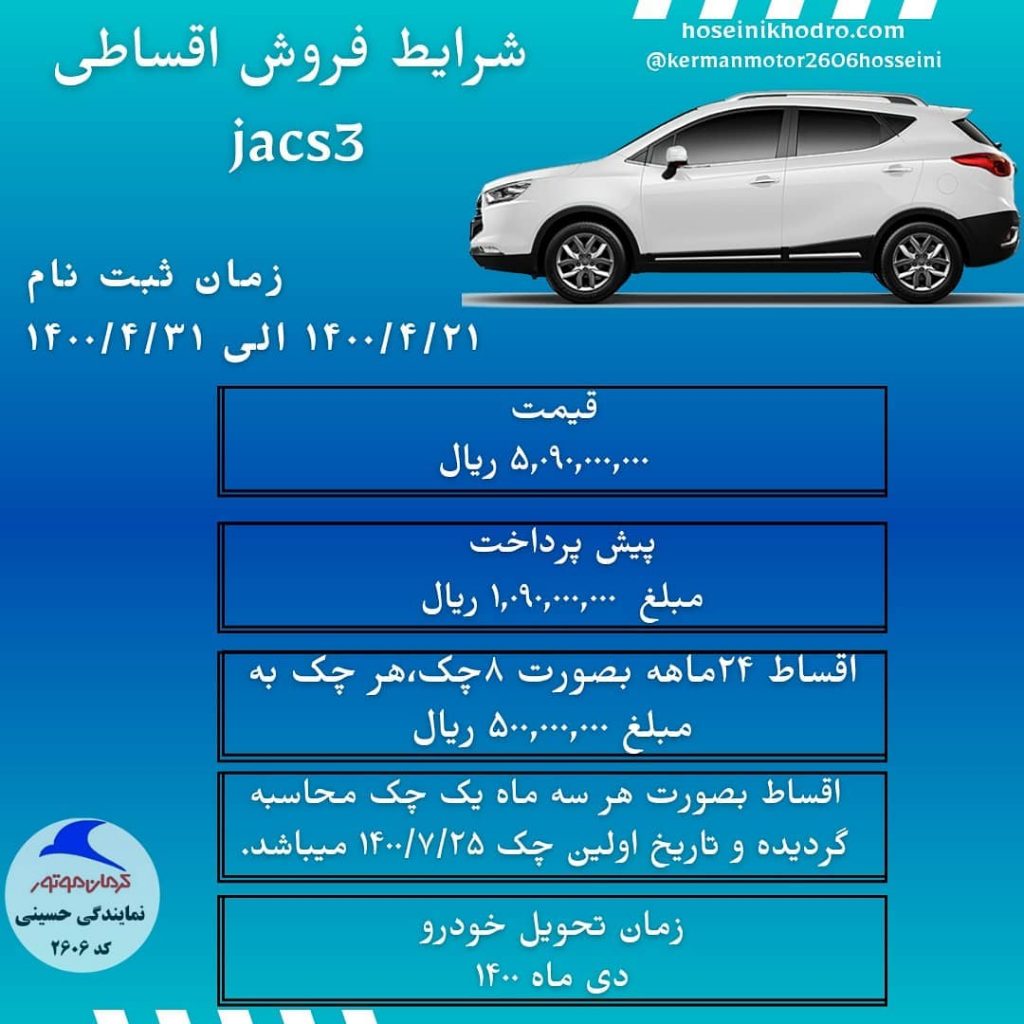 hoseinikhodro.com
@kermanmotor2606hosseini
شرایط فروش اقساطی
jacs3
زمان ثبت نام
۱۴۰۰/۴/۲۱ الی ۱۴۰۰/۴/۳۱
قیمت
۵,۰۹۰,۰۰۰,۰۰۰ ریال
پیش پرداخت
مبلغ ۱,۰۹۰,۰۰۰,۰۰۰ ریال
اقساط ۲۴ماهه بصورت ۸چک،هر چک به
مبلغ ۵۰۰,۰۰۰,۰۰۰ ریال
اقساط بصورت هر سه ماه یک چک محاسبه
گردیده و تاریخ اولین چک ۱۴۰۰/۷/۲۵ میباشد.
زمان تحویل خودرو
دی ماه ۱۴۰۰
کرمان موتور
نمایندگی حسینی
کد ۲۶۰۶